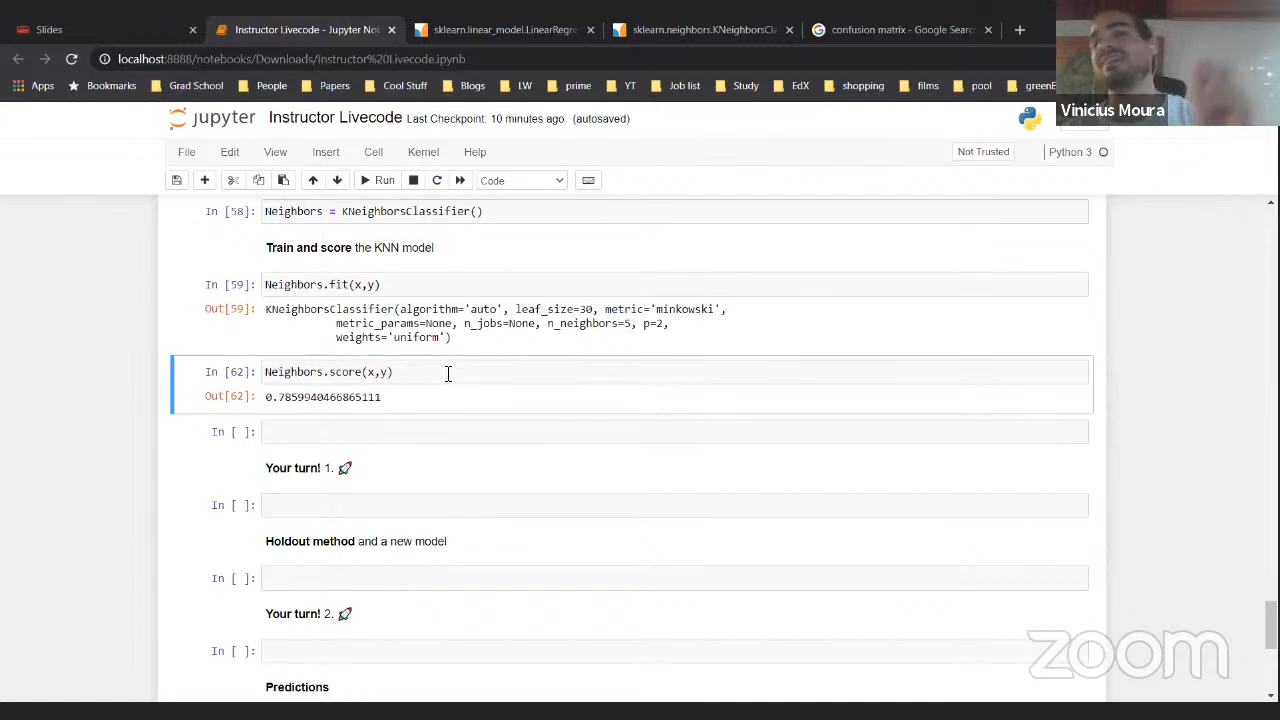 Slides
Instructor Livecode - Jupyter No
sklearn.linear_model.LinearRegre
sklearn.neighbors.KNeighborsCla
confusion matrix - Google Searc
localhost:8888/notebooks/Downloads/Instructor%20Livecode.ipynb
Apps
Bookmarks
Grad School
People
Papers
Cool Stuff
Blogs
LW
prime
YT
Job list
Study
EdX
shopping
films
pool
greenE
Vinicius Moura
jupyter
Instructor Livecode
Last Checkpoint: 10 minutes ago (autosaved)
File
Edit
View
Insert
Cell
Kernel
Help
Not Trusted
Python 3
Run
Code
In [58]: Neighbors = KNeighborsClassifier()
Train and score the KNN model
In [59]: Neighbors.fit(x,y)
Out[59]: KNeighborsClassifier(algorithm='auto', leaf_size=30, metric='minkowski',
metric_params=None, n_jobs=None, n_neighbors=5, p=2,
weights='uniform')
In [62]: Neighbors.score(x,y)
Out[62]: 0.7859940466865111
In [ ]:
Your turn! 1. 🚀
In [ ]:
Holdout method and a new model
In [ ]:
Your turn! 2. 🚀
In [ ]:
Predictions
zoom